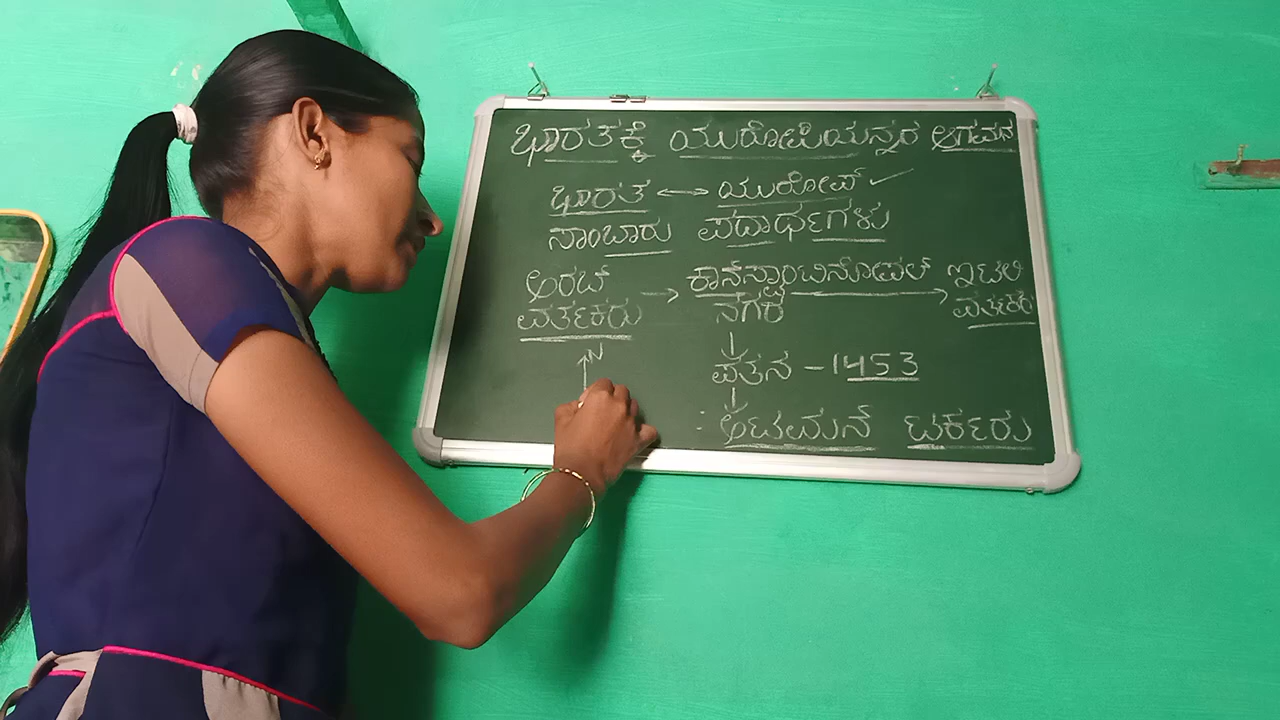 ಭಾರತಕ್ಕೆ ಯುರೋಪಿಯನ್ನರ ಆಗಮನ
ಭಾರತ ↔ ಯುರೋಪ್ ✓
ಸಾಂಬಾರು ಪದಾರ್ಥಗಳು
ಅರಬ್ → ಕಾನ್‌ಸ್ಟಾಂಟಿನೋಪಲ್ → ಇಟಲಿ
ವರ್ತಕರು ನಗರ ವರ್ತಕರು
↑ N ↓
ಪತನ – 1453
↓
ಅಟಮನ್ ಟರ್ಕರು